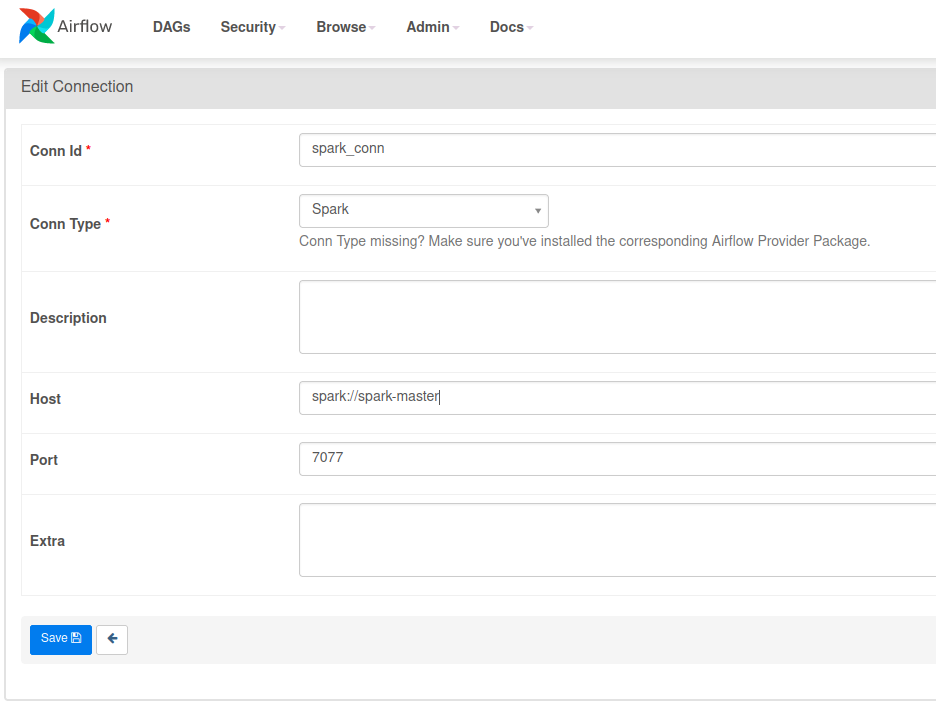 Airflow DAGs Security Browse Admin Docs
Edit Connection
Conn Id * spark_conn
Conn Type * Spark
Conn Type missing? Make sure you've installed the corresponding Airflow Provider Package.
Description
Host spark://spark-master
Port 7077
Extra
Save